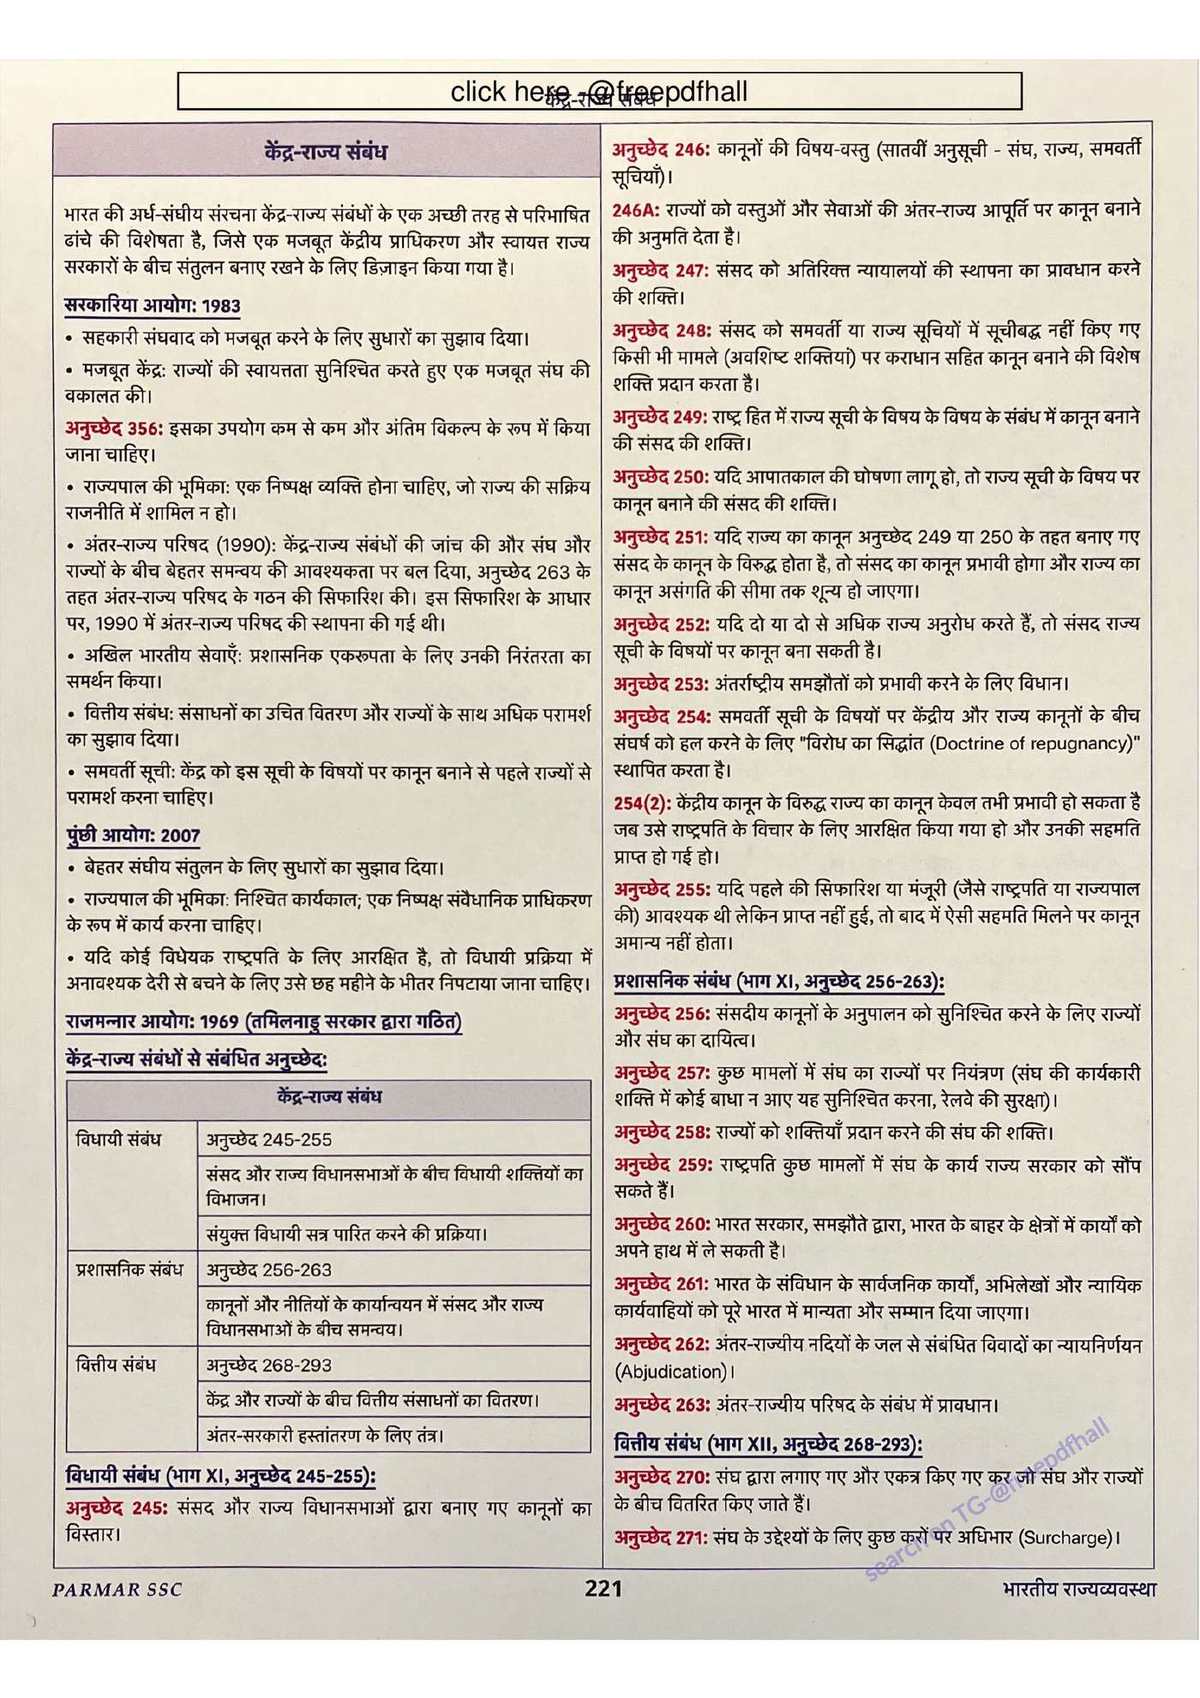 click here -@freepdfhall
केंद्र-राज्य संबंध
केंद्र-राज्य संबंध
भारत की अर्ध-संघीय संरचना केंद्र-राज्य संबंधों के एक अच्छी तरह से परिभाषित
ढांचे की विशेषता है, जिसे एक मजबूत केंद्रीय प्राधिकरण और स्वायत्त राज्य
सरकारों के बीच संतुलन बनाए रखने के लिए डिज़ाइन किया गया है।
सरकारिया आयोग: 1983
• सहकारी संघवाद को मजबूत करने के लिए सुधारों का सुझाव दिया।
• मजबूत केंद्र: राज्यों की स्वायत्तता सुनिश्चित करते हुए एक मजबूत संघ की
वकालत की।
अनुच्छेद 356: इसका उपयोग कम से कम और अंतिम विकल्प के रूप में किया
जाना चाहिए।
• राज्यपाल की भूमिका: एक निष्पक्ष व्यक्ति होना चाहिए, जो राज्य की सक्रिय
राजनीति में शामिल न हो।
• अंतर-राज्य परिषद (1990): केंद्र-राज्य संबंधों की जांच की और संघ और
राज्यों के बीच बेहतर समन्वय की आवश्यकता पर बल दिया, अनुच्छेद 263 के
तहत अंतर-राज्य परिषद के गठन की सिफारिश की। इस सिफारिश के आधार
पर, 1990 में अंतर-राज्य परिषद की स्थापना की गई थी।
• अखिल भारतीय सेवाएँ: प्रशासनिक एकरूपता के लिए उनकी निरंतरता का
समर्थन किया।
• वित्तीय संबंध: संसाधनों का उचित वितरण और राज्यों के साथ अधिक परामर्श
का सुझाव दिया।
• समवर्ती सूची: केंद्र को इस सूची के विषयों पर कानून बनाने से पहले राज्यों से
परामर्श करना चाहिए।
पुंछी आयोग: 2007
• बेहतर संघीय संतुलन के लिए सुधारों का सुझाव दिया।
• राज्यपाल की भूमिका: निश्चित कार्यकाल; एक निष्पक्ष संवैधानिक प्राधिकरण
के रूप में कार्य करना चाहिए।
• यदि कोई विधेयक राष्ट्रपति के लिए आरक्षित है, तो विधायी प्रक्रिया में
अनावश्यक देरी से बचने के लिए उसे छह महीने के भीतर निपटाया जाना चाहिए।
राजमन्नार आयोग: 1969 (तमिलनाडु सरकार द्वारा गठित)
केंद्र-राज्य संबंधों से संबंधित अनुच्छेद:
केंद्र-राज्य संबंध
विधायी संबंध
अनुच्छेद 245-255
संसद और राज्य विधानसभाओं के बीच विधायी शक्तियों का
विभाजन।
संयुक्त विधायी सत्र पारित करने की प्रक्रिया।
प्रशासनिक संबंध
अनुच्छेद 256-263
कानूनों और नीतियों के कार्यान्वयन में संसद और राज्य
विधानसभाओं के बीच समन्वय।
वित्तीय संबंध
अनुच्छेद 268-293
केंद्र और राज्यों के बीच वित्तीय संसाधनों का वितरण।
अंतर-सरकारी हस्तांतरण के लिए तंत्र।
विधायी संबंध (भाग XI, अनुच्छेद 245-255):
अनुच्छेद 245: संसद और राज्य विधानसभाओं द्वारा बनाए गए कानूनों का
विस्तार।
अनुच्छेद 246: कानूनों की विषय-वस्तु (सातवीं अनुसूची - संघ, राज्य, समवर्ती
सूचियाँ)।
246A: राज्यों को वस्तुओं और सेवाओं की अंतर-राज्य आपूर्ति पर कानून बनाने
की अनुमति देता है।
अनुच्छेद 247: संसद को अतिरिक्त न्यायालयों की स्थापना का प्रावधान करने
की शक्ति।
अनुच्छेद 248: संसद को समवर्ती या राज्य सूचियों में सूचीबद्ध नहीं किए गए
किसी भी मामले (अवशिष्ट शक्तियां) पर कराधान सहित कानून बनाने की विशेष
शक्ति प्रदान करता है।
अनुच्छेद 249: राष्ट्र हित में राज्य सूची के विषय के विषय के संबंध में कानून बनाने
की संसद की शक्ति।
अनुच्छेद 250: यदि आपातकाल की घोषणा लागू हो, तो राज्य सूची के विषय पर
कानून बनाने की संसद की शक्ति।
अनुच्छेद 251: यदि राज्य का कानून अनुच्छेद 249 या 250 के तहत बनाए गए
संसद के कानून के विरुद्ध होता है, तो संसद का कानून प्रभावी होगा और राज्य का
कानून असंगति की सीमा तक शून्य हो जाएगा।
अनुच्छेद 252: यदि दो या दो से अधिक राज्य अनुरोध करते हैं, तो संसद राज्य
सूची के विषयों पर कानून बना सकती है।
अनुच्छेद 253: अंतर्राष्ट्रीय समझौतों को प्रभावी करने के लिए विधान।
अनुच्छेद 254: समवर्ती सूची के विषयों पर केंद्रीय और राज्य कानूनों के बीच
संघर्ष को हल करने के लिए "विरोध का सिद्धांत (Doctrine of repugnancy)"
स्थापित करता है।
254(2): केंद्रीय कानून के विरुद्ध राज्य का कानून केवल तभी प्रभावी हो सकता है
जब उसे राष्ट्रपति के विचार के लिए आरक्षित किया गया हो और उनकी सहमति
प्राप्त हो गई हो।
अनुच्छेद 255: यदि पहले की सिफारिश या मंजूरी (जैसे राष्ट्रपति या राज्यपाल
की) आवश्यक थी लेकिन प्राप्त नहीं हुई, तो बाद में ऐसी सहमति मिलने पर कानून
अमान्य नहीं होता।
प्रशासनिक संबंध (भाग XI, अनुच्छेद 256-263):
अनुच्छेद 256: संसदीय कानूनों के अनुपालन को सुनिश्चित करने के लिए राज्यों
और संघ का दायित्व।
अनुच्छेद 257: कुछ मामलों में संघ का राज्यों पर नियंत्रण (संघ की कार्यकारी
शक्ति में कोई बाधा न आए यह सुनिश्चित करना, रेलवे की सुरक्षा)।
अनुच्छेद 258: राज्यों को शक्तियाँ प्रदान करने की संघ की शक्ति।
अनुच्छेद 259: राष्ट्रपति कुछ मामलों में संघ के कार्य राज्य सरकार को सौंप
सकते हैं।
अनुच्छेद 260: भारत सरकार, समझौते द्वारा, भारत के बाहर के क्षेत्रों में कार्यों को
अपने हाथ में ले सकती है।
अनुच्छेद 261: भारत के संविधान के सार्वजनिक कार्यों, अभिलेखों और न्यायिक
कार्यवाहियों को पूरे भारत में मान्यता और सम्मान दिया जाएगा।
अनुच्छेद 262: अंतर-राज्यीय नदियों के जल से संबंधित विवादों का न्यायनिर्णयन
(Abjudication)।
अनुच्छेद 263: अंतर-राज्यीय परिषद के संबंध में प्रावधान।
वित्तीय संबंध (भाग XII, अनुच्छेद 268-293):
अनुच्छेद 270: संघ द्वारा लगाए गए और एकत्र किए गए कर जो संघ और राज्यों
के बीच वितरित किए जाते हैं।
अनुच्छेद 271: संघ के उद्देश्यों के लिए कुछ करों पर अधिभार (Surcharge)।
search on TG-@freepdfhall
PARMAR SSC
221
भारतीय राज्यव्यवस्था